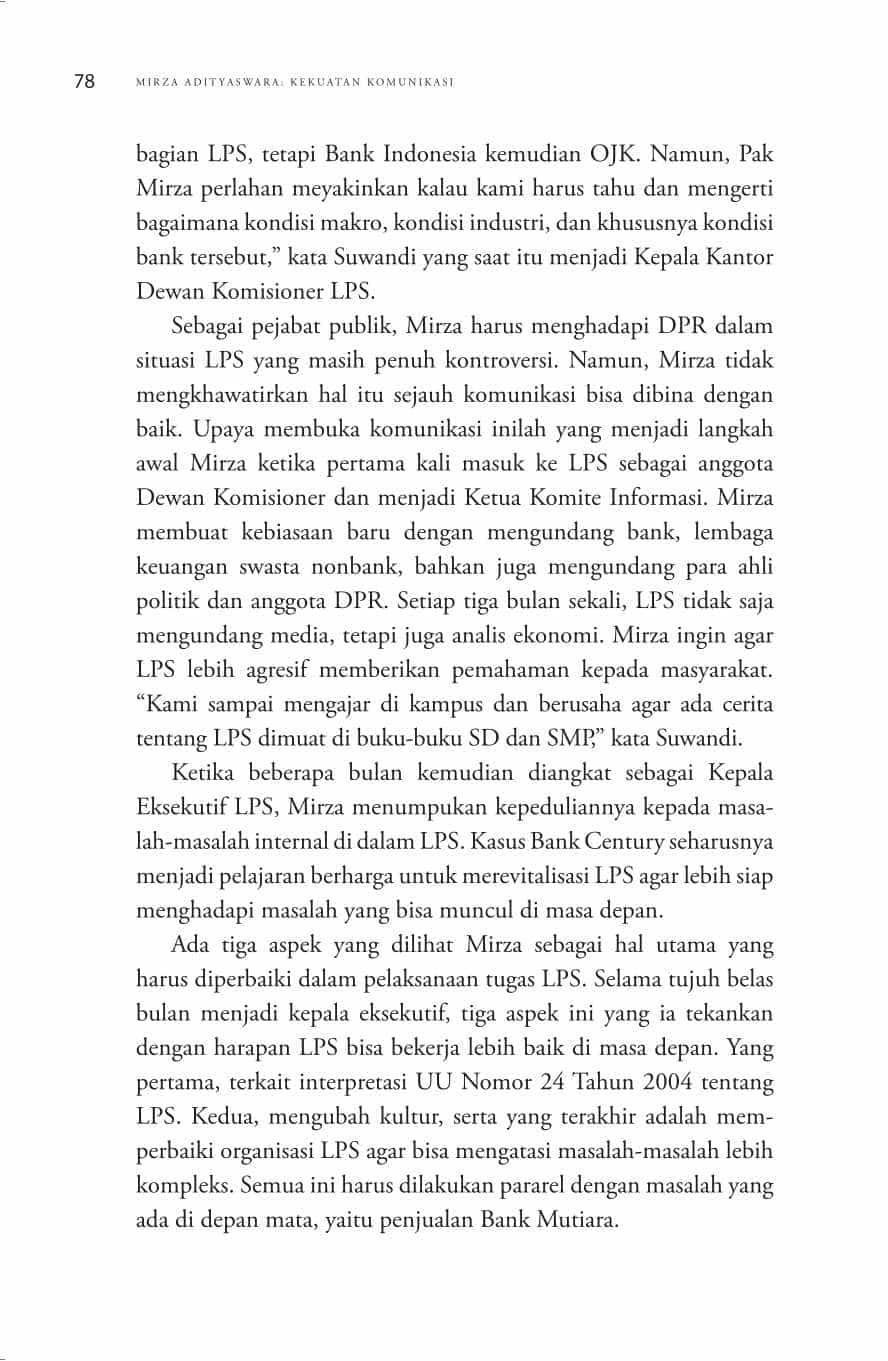 78 MIRZA ADITYASWARA: KEKUATAN KOMUNIKASI
bagian LPS, tetapi Bank Indonesia kemudian OJK. Namun, Pak
Mirza perlahan meyakinkan kalau kami harus tahu dan mengerti
bagaimana kondisi makro, kondisi industri, dan khususnya kondisi
bank tersebut,” kata Suwandi yang saat itu menjadi Kepala Kantor
Dewan Komisioner LPS.
Sebagai pejabat publik, Mirza harus menghadapi DPR dalam
situasi LPS yang masih penuh kontroversi. Namun, Mirza tidak
mengkhawatirkan hal itu sejauh komunikasi bisa dibina dengan
baik. Upaya membuka komunikasi inilah yang menjadi langkah
awal Mirza ketika pertama kali masuk ke LPS sebagai anggota
Dewan Komisioner dan menjadi Ketua Komite Informasi. Mirza
membuat kebiasaan baru dengan mengundang bank, lembaga
keuangan swasta nonbank, bahkan juga mengundang para ahli
politik dan anggota DPR. Setiap tiga bulan sekali, LPS tidak saja
mengundang media, tetapi juga analis ekonomi. Mirza ingin agar
LPS lebih agresif memberikan pemahaman kepada masyarakat.
“Kami sampai mengajar di kampus dan berusaha agar ada cerita
tentang LPS dimuat di buku-buku SD dan SMP,” kata Suwandi.
Ketika beberapa bulan kemudian diangkat sebagai Kepala
Eksekutif LPS, Mirza menumpukan kepeduliannya kepada masa-
lah-masalah internal di dalam LPS. Kasus Bank Century seharusnya
menjadi pelajaran berharga untuk merevitalisasi LPS agar lebih siap
menghadapi masalah yang bisa muncul di masa depan.
Ada tiga aspek yang dilihat Mirza sebagai hal utama yang
harus diperbaiki dalam pelaksanaan tugas LPS. Selama tujuh belas
bulan menjadi kepala eksekutif, tiga aspek ini yang ia tekankan
dengan harapan LPS bisa bekerja lebih baik di masa depan. Yang
pertama, terkait interpretasi UU Nomor 24 Tahun 2004 tentang
LPS. Kedua, mengubah kultur, serta yang terakhir adalah mem-
perbaiki organisasi LPS agar bisa mengatasi masalah-masalah lebih
kompleks. Semua ini harus dilakukan pararel dengan masalah yang
ada di depan mata, yaitu penjualan Bank Mutiara.